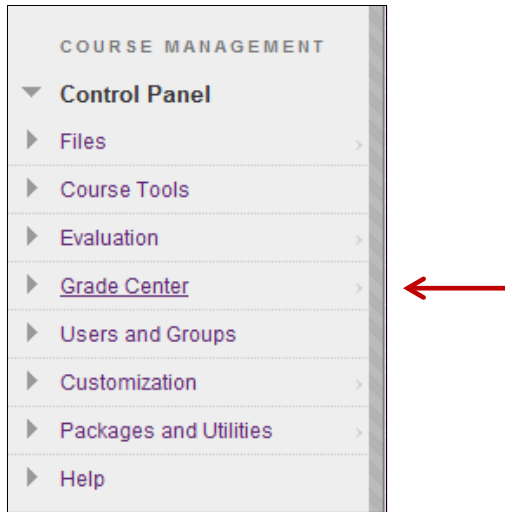 COURSE MANAGEMENT
Control Panel
Files
Course Tools
Evaluation
Grade Center
Users and Groups
Customization
Packages and Utilities
Help